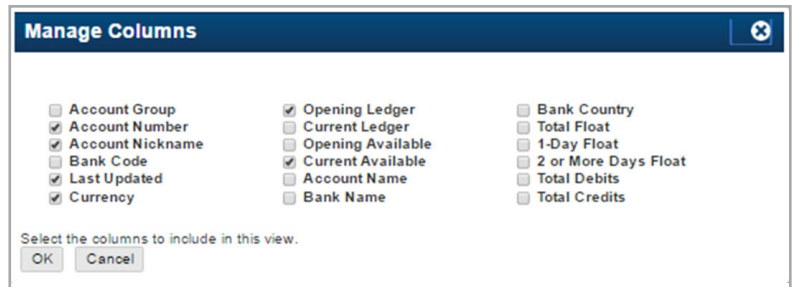 Manage Columns
Account Group
Account Number
Account Nickname
Bank Code
Last Updated
Currency
Opening Ledger
Current Ledger
Opening Available
Current Available
Account Name
Bank Name
Bank Country
Total Float
1-Day Float
2 or More Days Float
Total Debits
Total Credits
Select the columns to include in this view.
OK Cancel